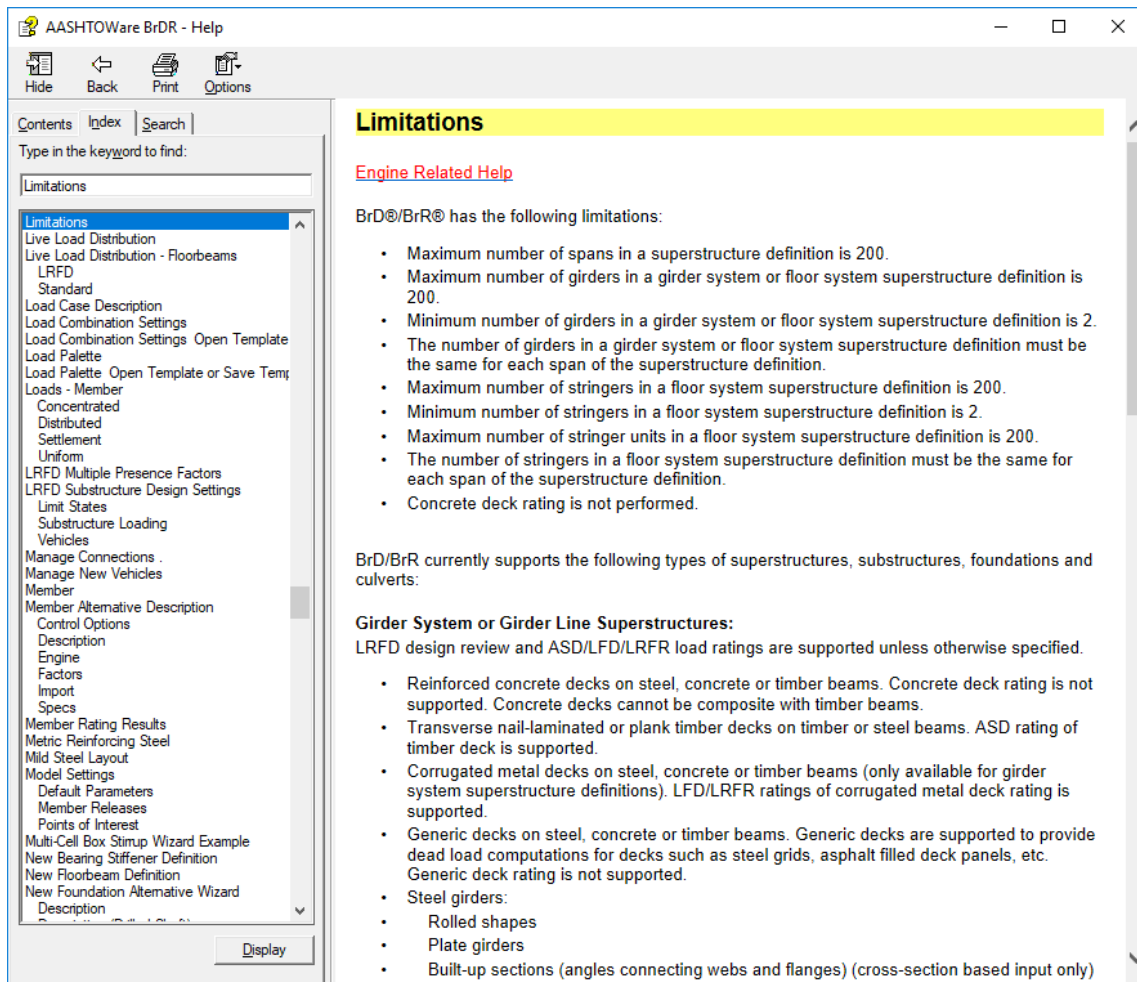 AASHTOWare BrDR - Help
Hide
Back
Print
Options
Contents
Index
Search
Type in the keyword to find:
Limitations
Limitations
Live Load Distribution
Live Load Distribution - Floorbeams
LRFD
Standard
Load Case Description
Load Combination Settings
Load Combination Settings Open Template
Load Palette
Load Palette Open Template or Save Temp
Loads - Member
Concentrated
Distributed
Settlement
Uniform
LRFD Multiple Presence Factors
LRFD Substructure Design Settings
Limit States
Substructure Loading
Vehicles
Manage Connections .
Manage New Vehicles
Member
Member Alternative Description
Control Options
Description
Engine
Factors
Import
Specs
Member Rating Results
Metric Reinforcing Steel
Mild Steel Layout
Model Settings
Default Parameters
Member Releases
Points of Interest
Multi-Cell Box Stirrup Wizard Example
New Bearing Stiffener Definition
New Floorbeam Definition
New Foundation Alternative Wizard
Description
Display
Limitations
Engine Related Help
BrD®/BrR® has the following limitations:
• Maximum number of spans in a superstructure definition is 200.
• Maximum number of girders in a girder system or floor system superstructure definition is
200.
• Minimum number of girders in a girder system or floor system superstructure definition is 2.
• The number of girders in a girder system or floor system superstructure definition must be
the same for each span of the superstructure definition.
• Maximum number of stringers in a floor system superstructure definition is 200.
• Minimum number of stringers in a floor system superstructure definition is 2.
• Maximum number of stringer units in a floor system superstructure definition is 200.
• The number of stringers in a floor system superstructure definition must be the same for
each span of the superstructure definition.
• Concrete deck rating is not performed.
BrD/BrR currently supports the following types of superstructures, substructures, foundations and
culverts:
Girder System or Girder Line Superstructures:
LRFD design review and ASD/LFD/LRFR load ratings are supported unless otherwise specified.
• Reinforced concrete decks on steel, concrete or timber beams. Concrete deck rating is not
supported. Concrete decks cannot be composite with timber beams.
• Transverse nail-laminated or plank timber decks on timber or steel beams. ASD rating of
timber deck is supported.
• Corrugated metal decks on steel, concrete or timber beams (only available for girder
system superstructure definitions). LFD/LRFR ratings of corrugated metal deck rating is
supported.
• Generic decks on steel, concrete or timber beams. Generic decks are supported to provide
dead load computations for decks such as steel grids, asphalt filled deck panels, etc.
Generic deck rating is not supported.
• Steel girders:
• Rolled shapes
• Plate girders
• Built-up sections (angles connecting webs and flanges) (cross-section based input only)